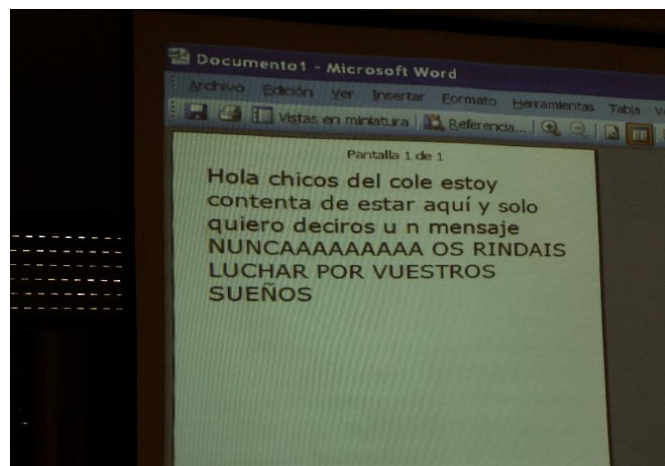 Documento1 - Microsoft Word
Archivo Edición Ver Insertar Formato Herramientas Tabla
Vistas en miniatura Referencia...
Pantalla 1 de 1
Hola chicos del cole estoy
contenta de estar aquí y solo
quiero deciros u n mensaje
NUNCAAAAAAAAA OS RINDAIS
LUCHAR POR VUESTROS
SUEÑOS